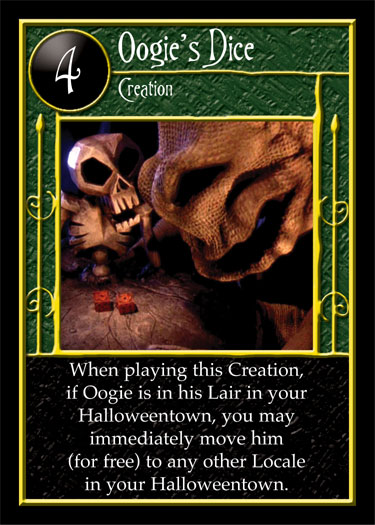 4
Oogie's Dice
Creation
When playing this Creation,
if Oogie is in his Lair in your
Halloweentown, you may
immediately move him
(for free) to any other Locale
in your Halloweentown.